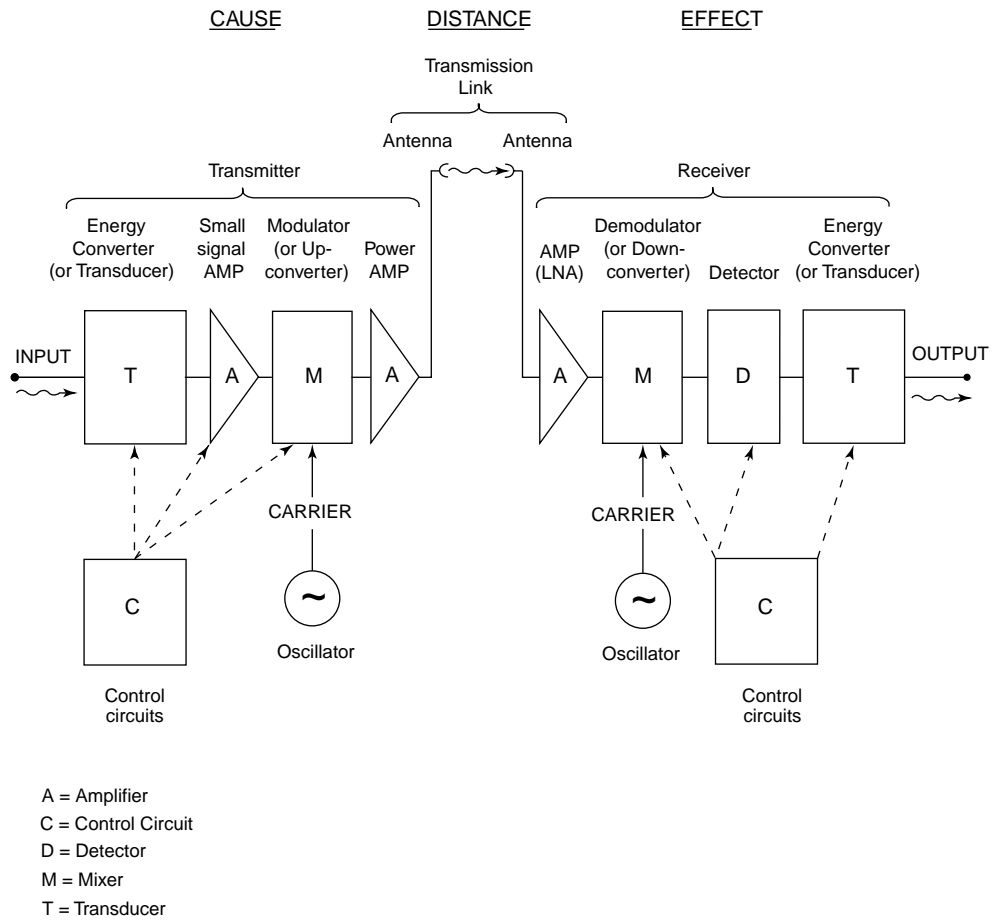 CAUSE
DISTANCE
EFFECT
Transmission
Link
Antenna
Antenna
Transmitter
Receiver
Energy
Converter
(or Transducer)
Small
signal
AMP
Modulator
(or Up-
converter)
Power
AMP
AMP
(LNA)
Demodulator
(or Down-
converter)
Detector
Energy
Converter
(or Transducer)
INPUT
T
A
M
A
A
M
D
T
OUTPUT
CARRIER
CARRIER
C
~
Oscillator
~
Oscillator
C
Control
circuits
Control
circuits
A = Amplifier
C = Control Circuit
D = Detector
M = Mixer
T = Transducer